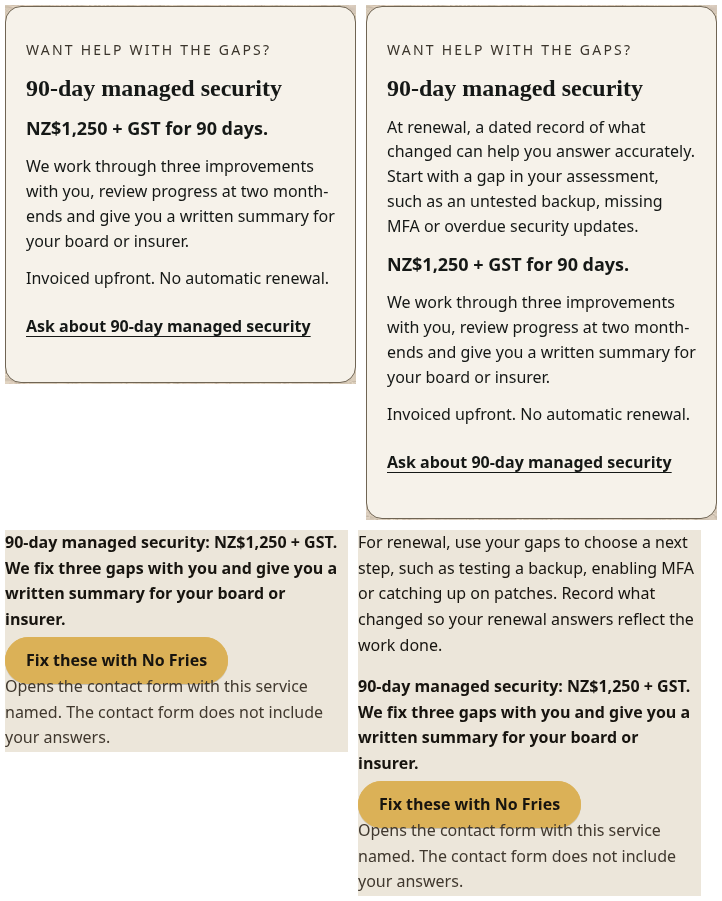 WANT HELP WITH THE GAPS?
90-day managed security
NZ$1,250 + GST for 90 days.
We work through three improvements
with you, review progress at two month-
ends and give you a written summary for
your board or insurer.
Invoiced upfront. No automatic renewal.
Ask about 90-day managed security
WANT HELP WITH THE GAPS?
90-day managed security
At renewal, a dated record of what
changed can help you answer accurately.
Start with a gap in your assessment,
such as an untested backup, missing
MFA or overdue security updates.
NZ$1,250 + GST for 90 days.
We work through three improvements
with you, review progress at two month-
ends and give you a written summary for
your board or insurer.
Invoiced upfront. No automatic renewal.
Ask about 90-day managed security
90-day managed security: NZ$1,250 + GST.
We fix three gaps with you and give you a
written summary for your board or
insurer.
Fix these with No Fries
Opens the contact form with this service
named. The contact form does not include
your answers.
For renewal, use your gaps to choose a next
step, such as testing a backup, enabling MFA
or catching up on patches. Record what
changed so your renewal answers reflect the
work done.
90-day managed security: NZ$1,250 + GST.
We fix three gaps with you and give you a
written summary for your board or
insurer.
Fix these with No Fries
Opens the contact form with this service
named. The contact form does not include
your answers.